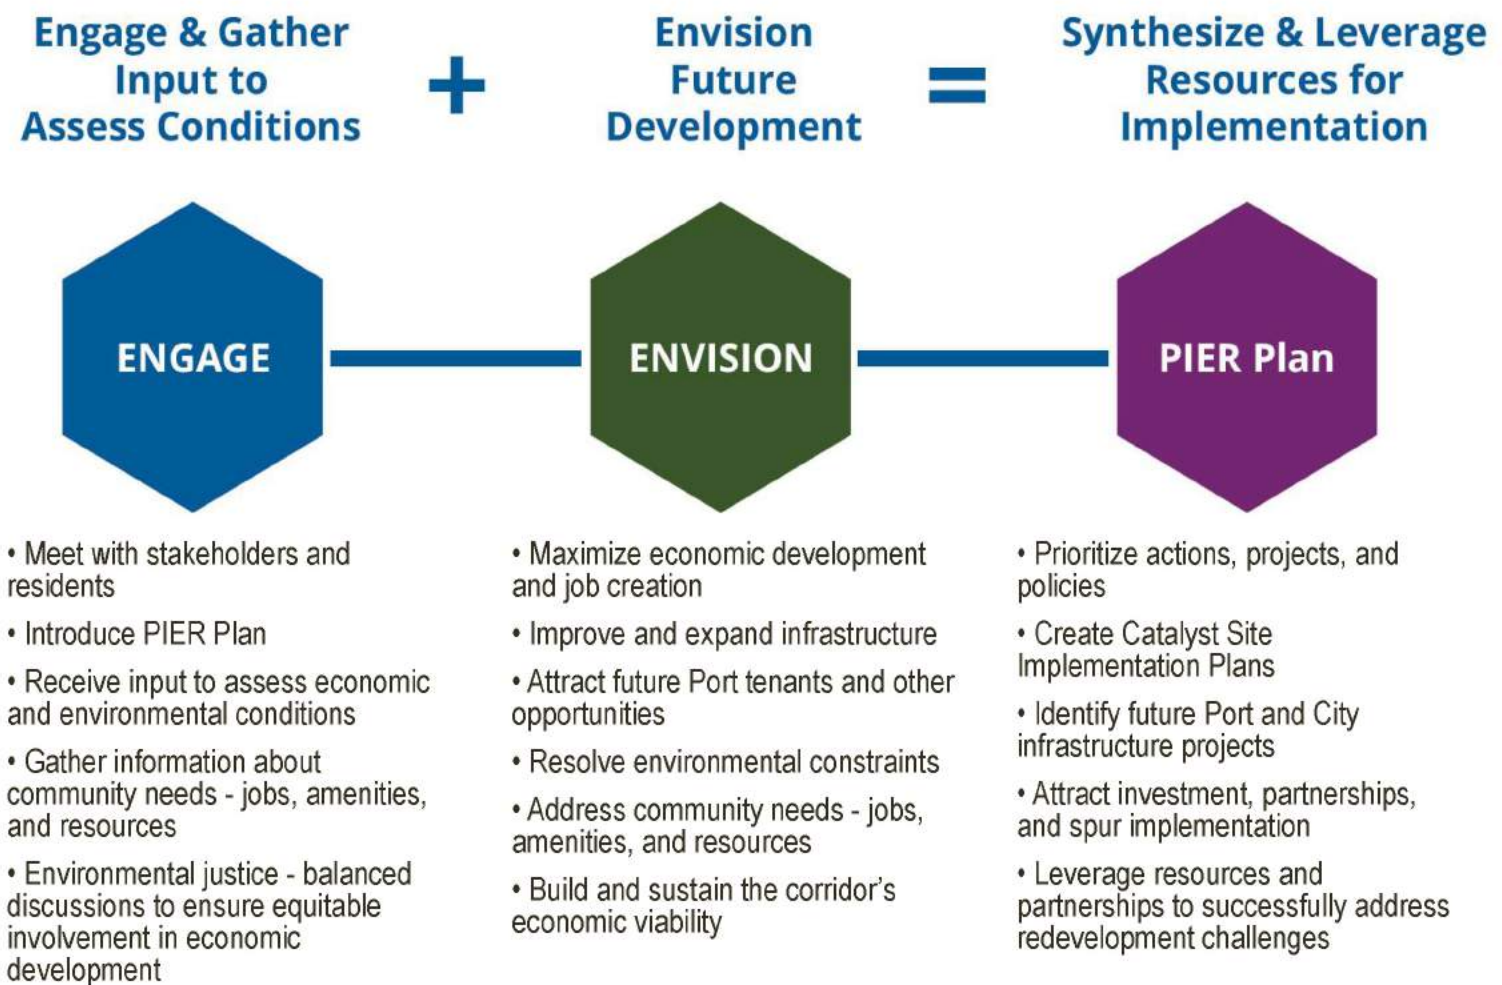 Engage & Gather
Input to
Assess Conditions
+
Envision
Future
Development
=
Synthesize & Leverage
Resources for
Implementation
ENGAGE
ENVISION
PIER Plan
• Meet with stakeholders and
residents
• Introduce PIER Plan
• Receive input to assess economic
and environmental conditions
• Gather information about
community needs - jobs, amenities,
and resources
• Environmental justice - balanced
discussions to ensure equitable
involvement in economic
development
• Maximize economic development
and job creation
• Improve and expand infrastructure
• Attract future Port tenants and other
opportunities
• Resolve environmental constraints
• Address community needs - jobs,
amenities, and resources
• Build and sustain the corridor’s
economic viability
• Prioritize actions, projects, and
policies
• Create Catalyst Site
Implementation Plans
• Identify future Port and City
infrastructure projects
• Attract investment, partnerships,
and spur implementation
• Leverage resources and
partnerships to successfully address
redevelopment challenges